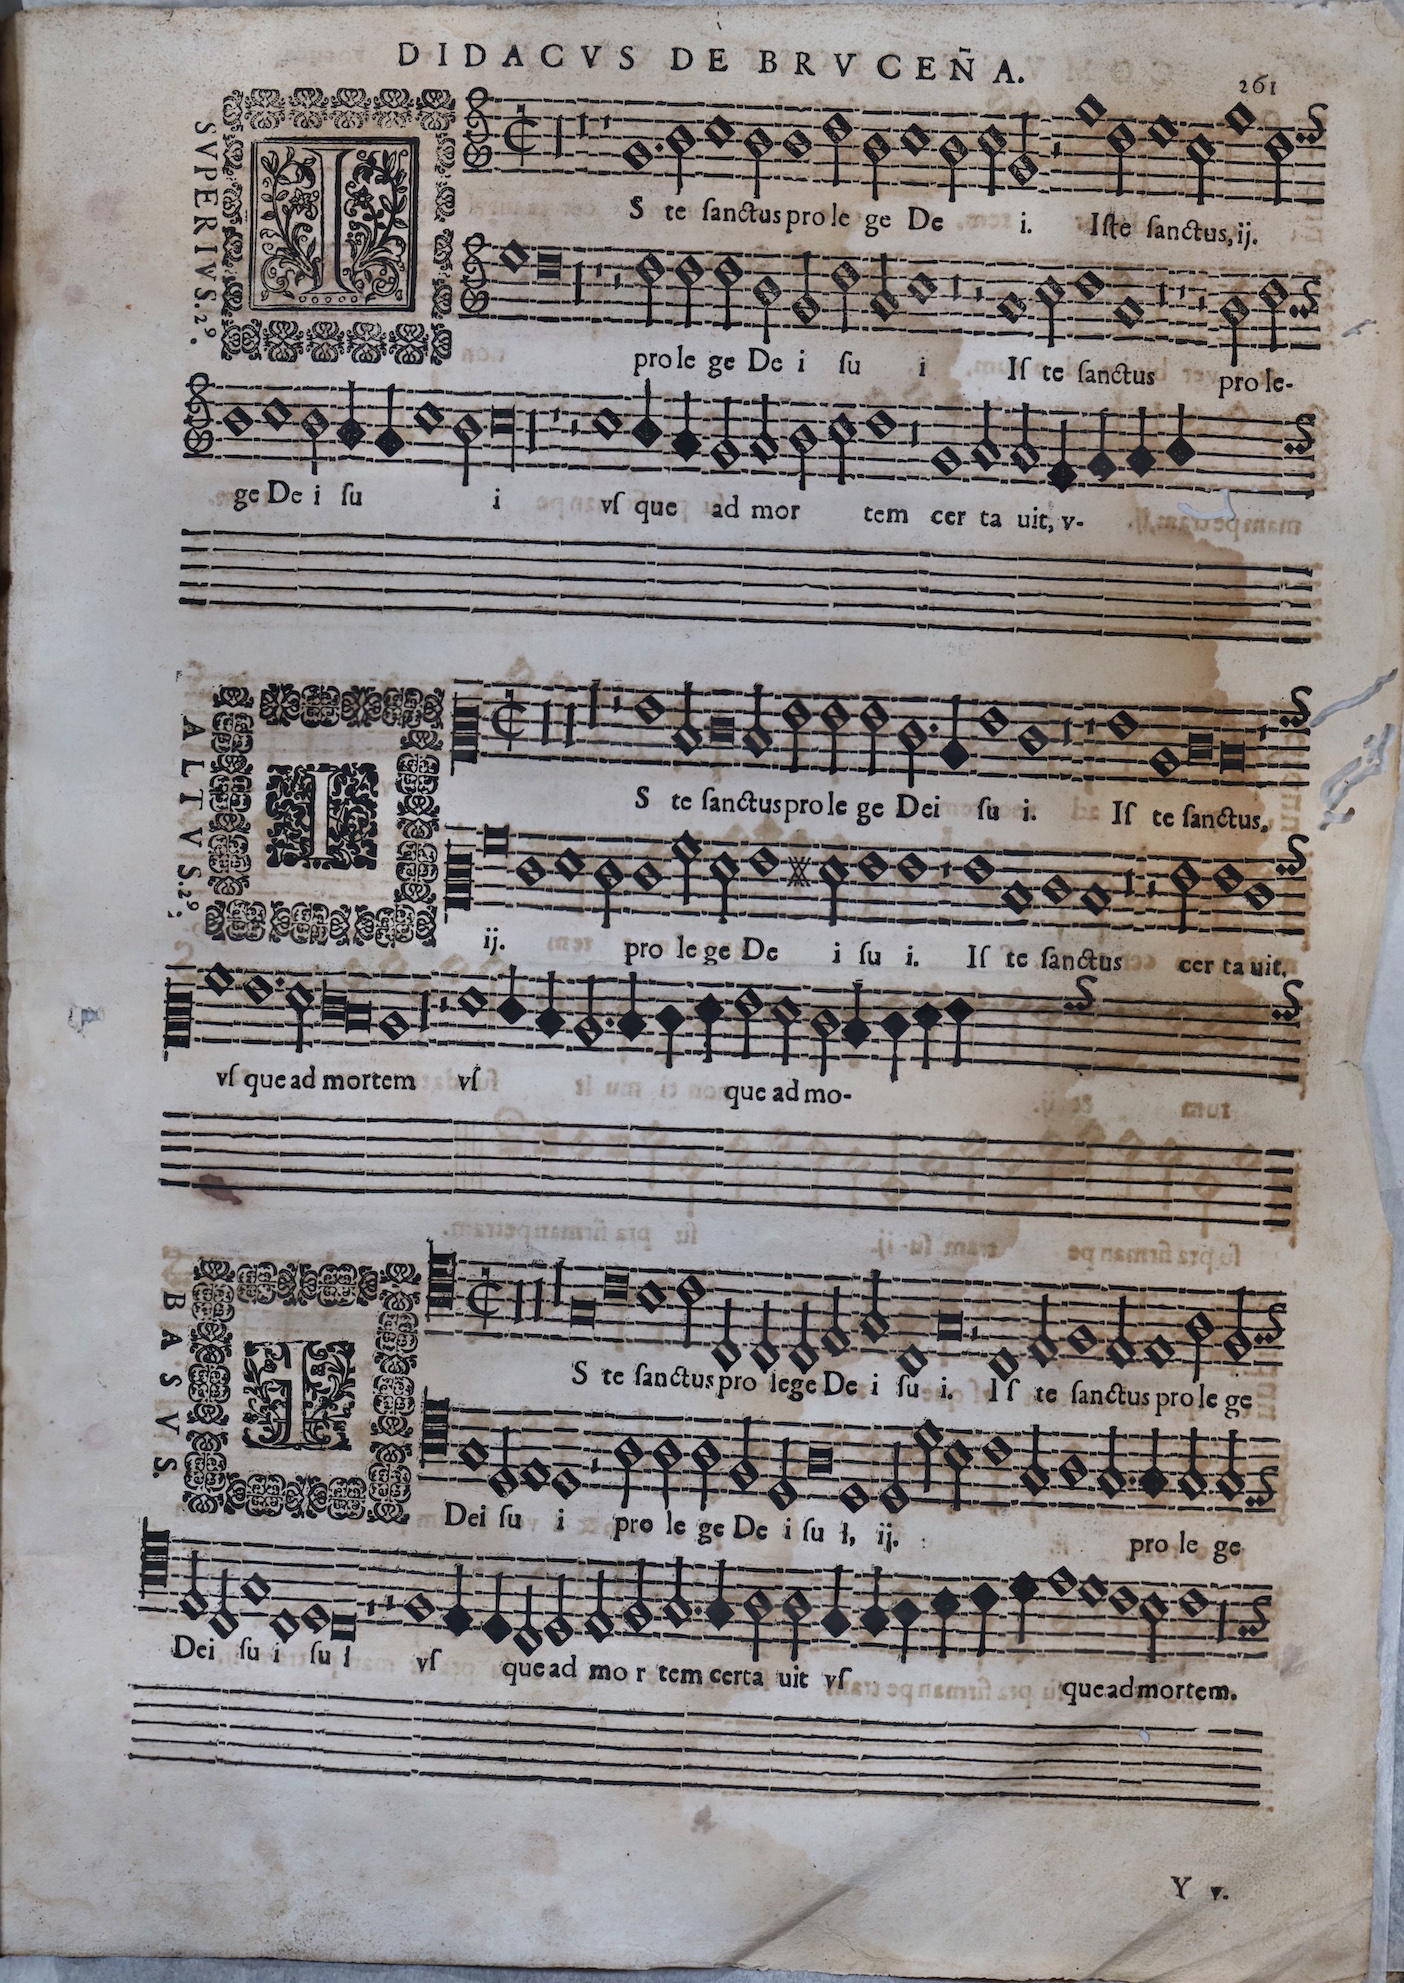 DIDACVS DE BRVCEÑA.
261
SVPERIVS. 2º.
I
S te ſanctus pro le ge De i. Iſte ſanctus, ij.
pro le ge De i ſu i Iſ te ſanctus pro le-
ge De i ſu i vſ que ad mor tem cer ta uit, v-
ALTVS. 2º.
I
S te ſanctus pro le ge Dei ſu i. Iſ te ſanctus,
ij. pro le ge De i ſu i. Iſ te ſanctus cer ta uit,
vſ que ad mortem vſ que ad mo-
BASVS.
I
S te ſanctus pro lege De i ſu i. Iſ te ſanctus pro le ge
Dei ſu i pro le ge De i ſu i, ij. pro le ge
Dei ſu i ſu i vſ que ad mo r tem certa uit vſ que ad mortem.
Y v.